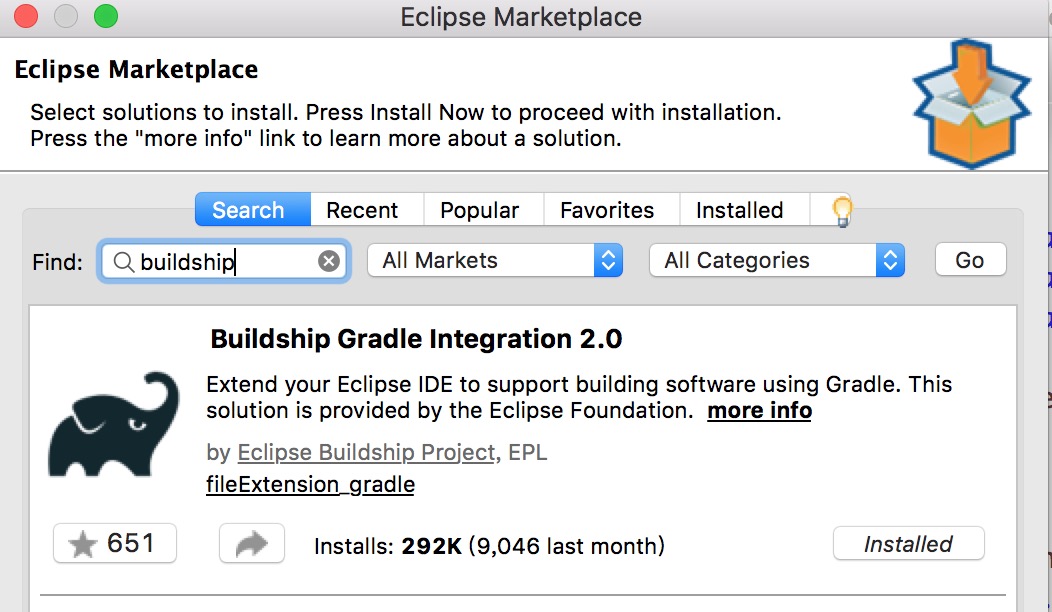 Eclipse Marketplace
Eclipse Marketplace
Select solutions to install. Press Install Now to proceed with installation.
Press the "more info" link to learn more about a solution.
Search Recent Popular Favorites Installed
Find: buildship All Markets All Categories Go
Buildship Gradle Integration 2.0
Extend your Eclipse IDE to support building software using Gradle. This
solution is provided by the Eclipse Foundation. more info
by Eclipse Buildship Project, EPL
fileExtension_gradle
651 Installs: 292K (9,046 last month) Installed